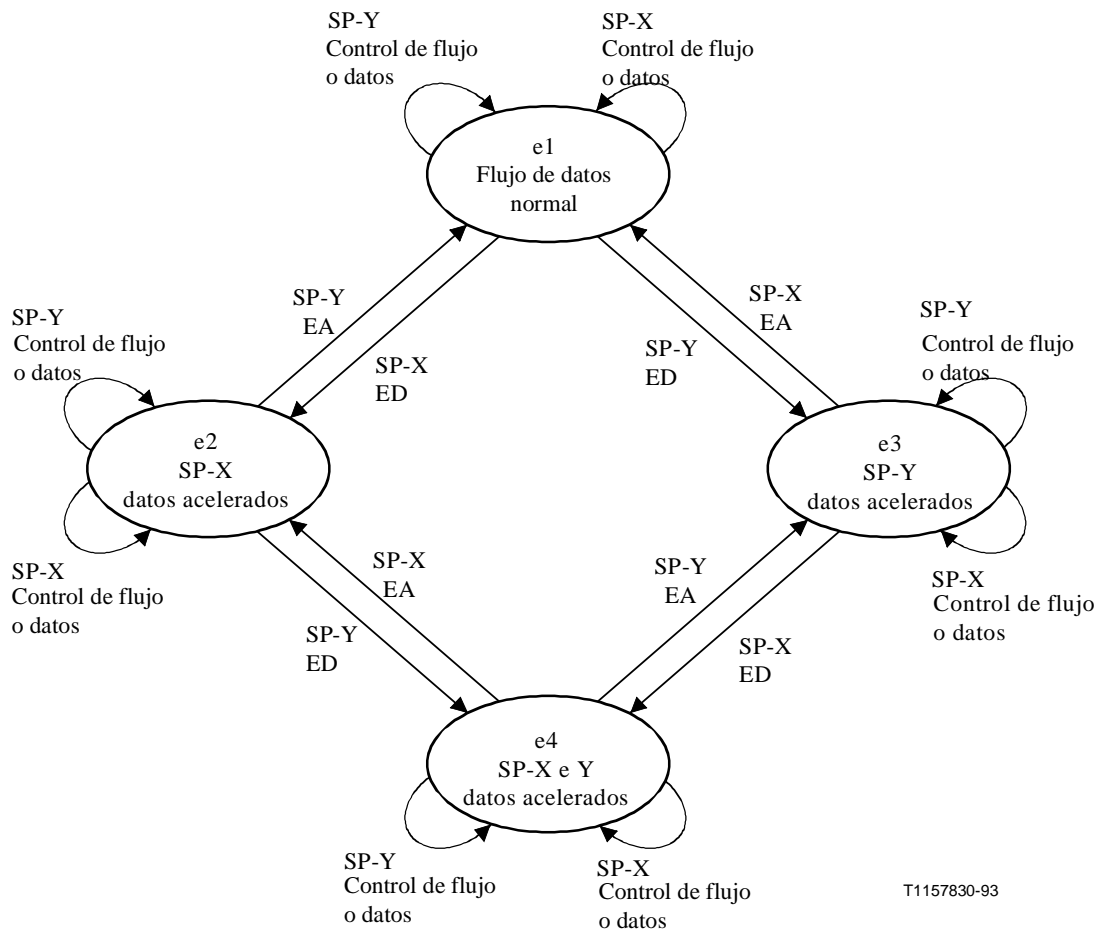 SP-Y
Control de flujo
o datos
SP-X
Control de flujo
o datos
e1
Flujo de datos
normal
SP-Y
EA
SP-X
ED
SP-X
EA
SP-Y
ED
SP-Y
Control de flujo
o datos
SP-Y
Control de flujo
o datos
e2
SP-X
datos acelerados
e3
SP-Y
datos acelerados
SP-X
Control de flujo
o datos
SP-X
Control de flujo
o datos
SP-X
EA
SP-Y
ED
SP-Y
EA
SP-X
ED
e4
SP-X e Y
datos acelerados
SP-Y
Control de flujo
o datos
SP-X
Control de flujo
o datos
T1157830-93